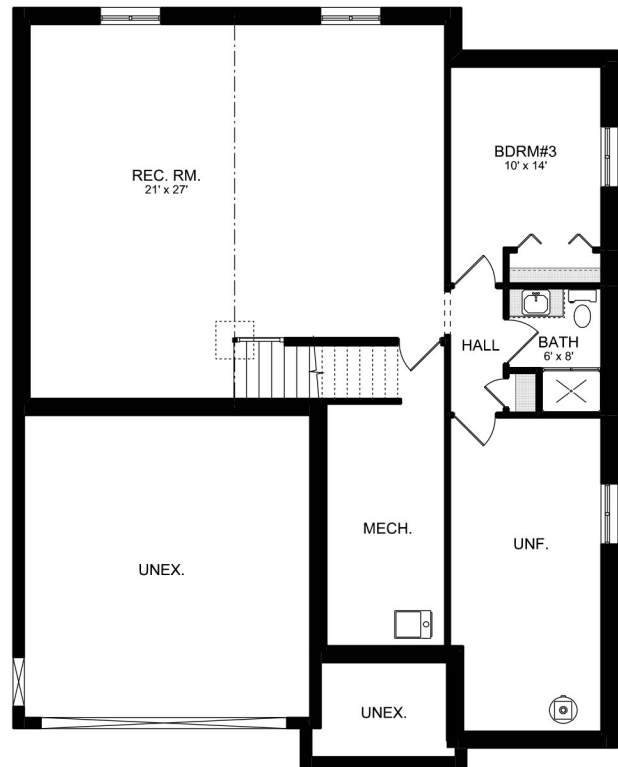 BDRM#3
10' x 14'
REC. RM.
21' x 27'
HALL
BATH
6' x 8'
MECH.
UNF.
UNEX.
UNEX.